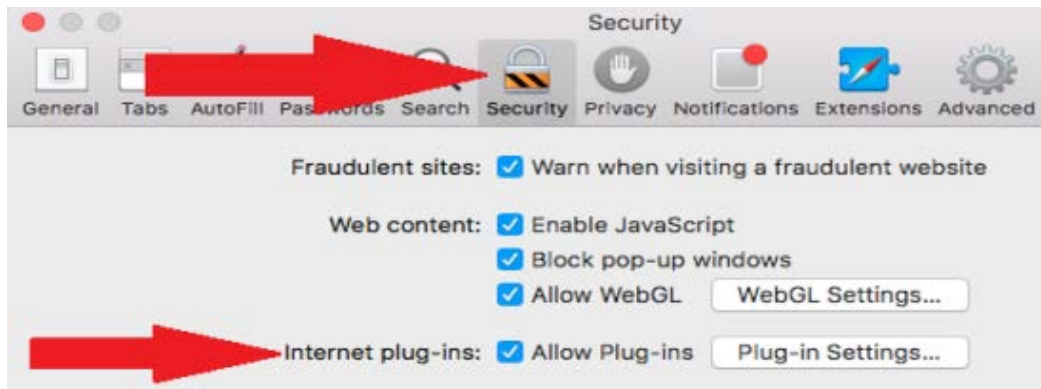 Security
General Tabs AutoFill Passwords Search Security Privacy Notifications Extensions Advanced
Fraudulent sites: Warn when visiting a fraudulent website
Web content: Enable JavaScript
Block pop-up windows
Allow WebGL WebGL Settings...
Internet plug-ins: Allow Plug-ins Plug-in Settings...